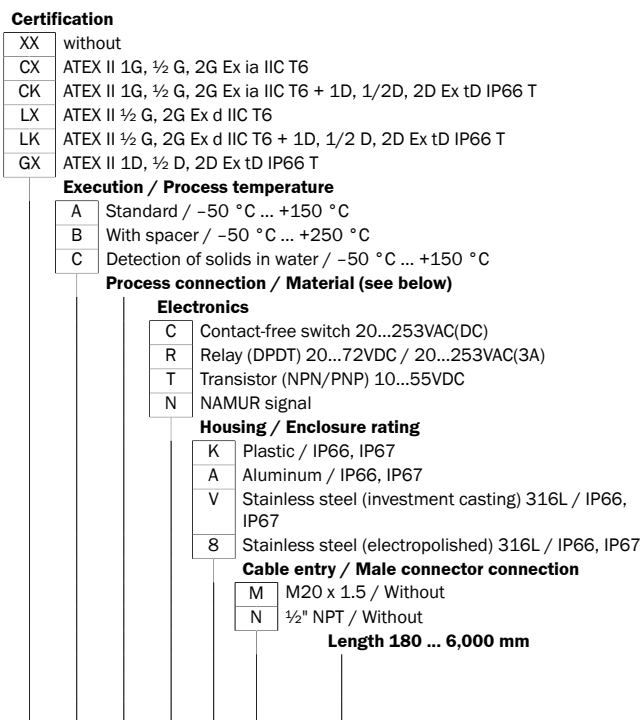 Certification
XX without
CX ATEX II 1G, ½ G, 2G Ex ia IIC T6
CK ATEX II 1G, ½ G, 2G Ex ia IIC T6 + 1D, 1/2D, 2D Ex tD IP66 T
LX ATEX II ½ G, 2G Ex d IIC T6
LK ATEX II ½ G, 2G Ex d IIC T6 + 1D, 1/2 D, 2D Ex tD IP66 T
GX ATEX II 1D, ½ D, 2D Ex tD IP66 T
Execution / Process temperature
A Standard / –50 °C ... +150 °C
B With spacer / –50 °C ... +250 °C
C Detection of solids in water / –50 °C ... +150 °C
Process connection / Material (see below)
Electronics
C Contact-free switch 20...253VAC(DC)
R Relay (DPDT) 20...72VDC / 20...253VAC(3A)
T Transistor (NPN/PNP) 10...55VDC
N NAMUR signal
Housing / Enclosure rating
K Plastic / IP66, IP67
A Aluminum / IP66, IP67
V Stainless steel (investment casting) 316L / IP66,
IP67
8 Stainless steel (electropolished) 316L / IP66, IP67
Cable entry / Male connector connection
M M20 x 1.5 / Without
N ½" NPT / Without
Length 180 ... 6,000 mm